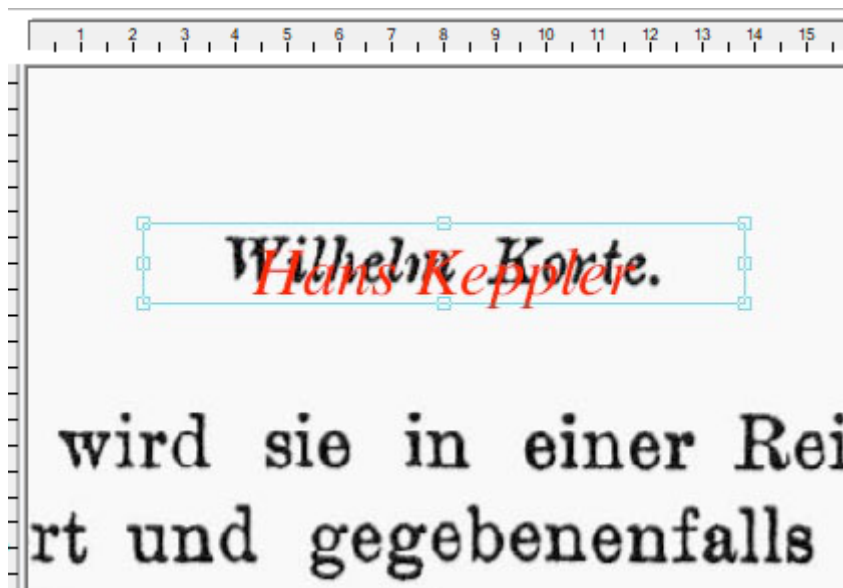 1 2 3 4 5 6 7 8 9 10 11 12 13 14 15
Wilhelm Korte.
Hans Keppler
wird sie in einer Rei
rt und gegebenenfalls